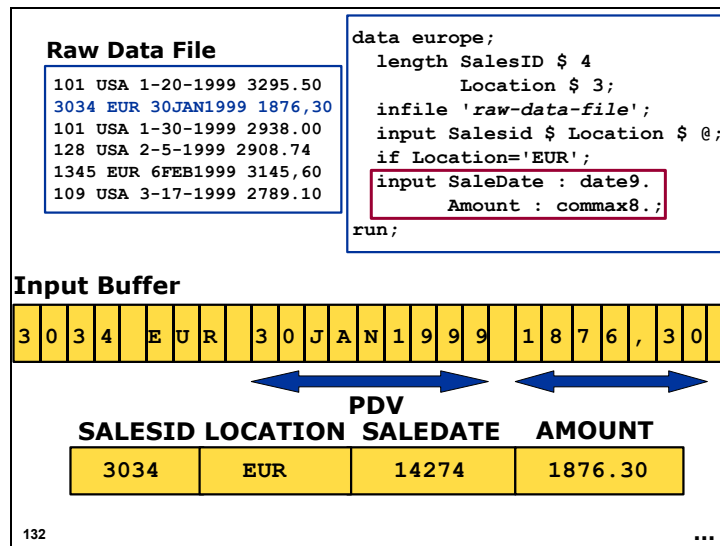 Raw Data File
101 USA 1-20-1999 3295.50
3034 EUR 30JAN1999 1876,30
101 USA 1-30-1999 2938.00
128 USA 2-5-1999 2908.74
1345 EUR 6FEB1999 3145,60
109 USA 3-17-1999 2789.10
data europe;
length SalesID $ 4
Location $ 3;
infile 'raw-data-file';
input Salesid $ Location $ @;
if Location='EUR';
input SaleDate : date9.
Amount : commax8.;
run;
Input Buffer
3 0 3 4 E U R 3 0 J A N 1 9 9 9 1 8 7 6 , 3 0
PDV
SALESID LOCATION SALEDATE AMOUNT
3034 EUR 14274 1876.30
132
...